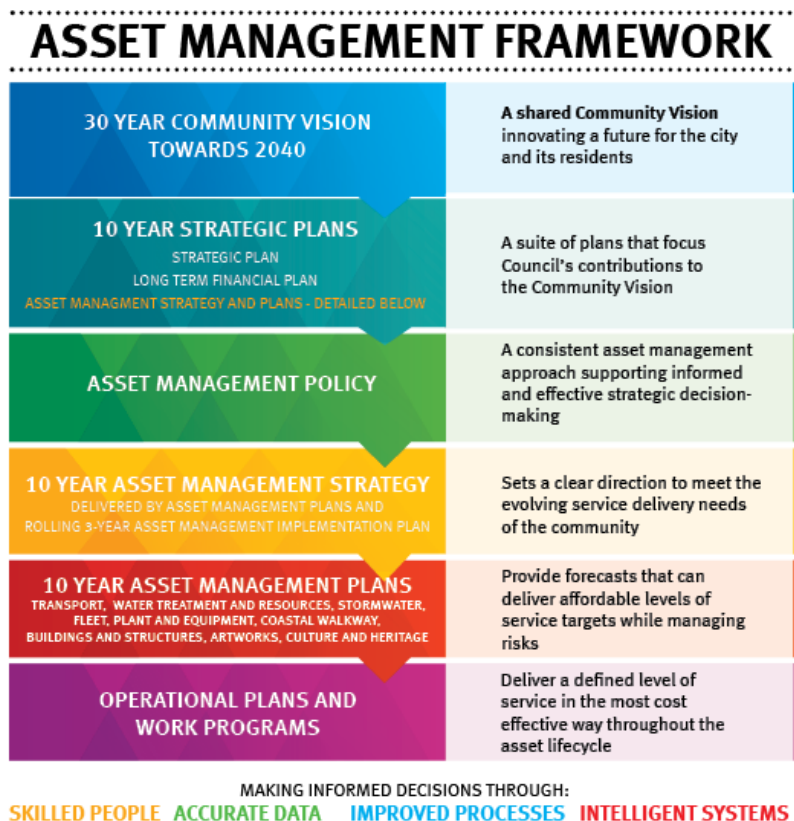 ASSET MANAGEMENT FRAMEWORK
30 YEAR COMMUNITY VISION
TOWARDS 2040
A shared Community Vision
innovating a future for the city
and its residents
10 YEAR STRATEGIC PLANS
STRATEGIC PLAN
LONG TERM FINANCIAL PLAN
ASSET MANAGMENT STRATEGY AND PLANS - DETAILED BELOW
A suite of plans that focus
Council's contributions to
the Community Vision
ASSET MANAGEMENT POLICY
A consistent asset management
approach supporting informed
and effective strategic decision-
making
10 YEAR ASSET MANAGEMENT STRATEGY
DELIVERED BY ASSET MANAGEMENT PLANS AND
ROLLING 3-YEAR ASSET MANAGEMENT IMPLEMENTATION PLAN
Sets a clear direction to meet the
evolving service delivery needs
of the community
10 YEAR ASSET MANAGEMENT PLANS
TRANSPORT, WATER TREATMENT AND RESOURCES, STORMWATER,
FLEET, PLANT AND EQUIPMENT, COASTAL WALKWAY,
BUILDINGS AND STRUCTURES, ARTWORKS, CULTURE AND HERITAGE
Provide forecasts that can
deliver affordable levels of
service targets while managing
risks
OPERATIONAL PLANS AND
WORK PROGRAMS
Deliver a defined level of
service in the most cost
effective way throughout the
asset lifecycle
MAKING INFORMED DECISIONS THROUGH:
SKILLED PEOPLE ACCURATE DATA IMPROVED PROCESSES INTELLIGENT SYSTEMS